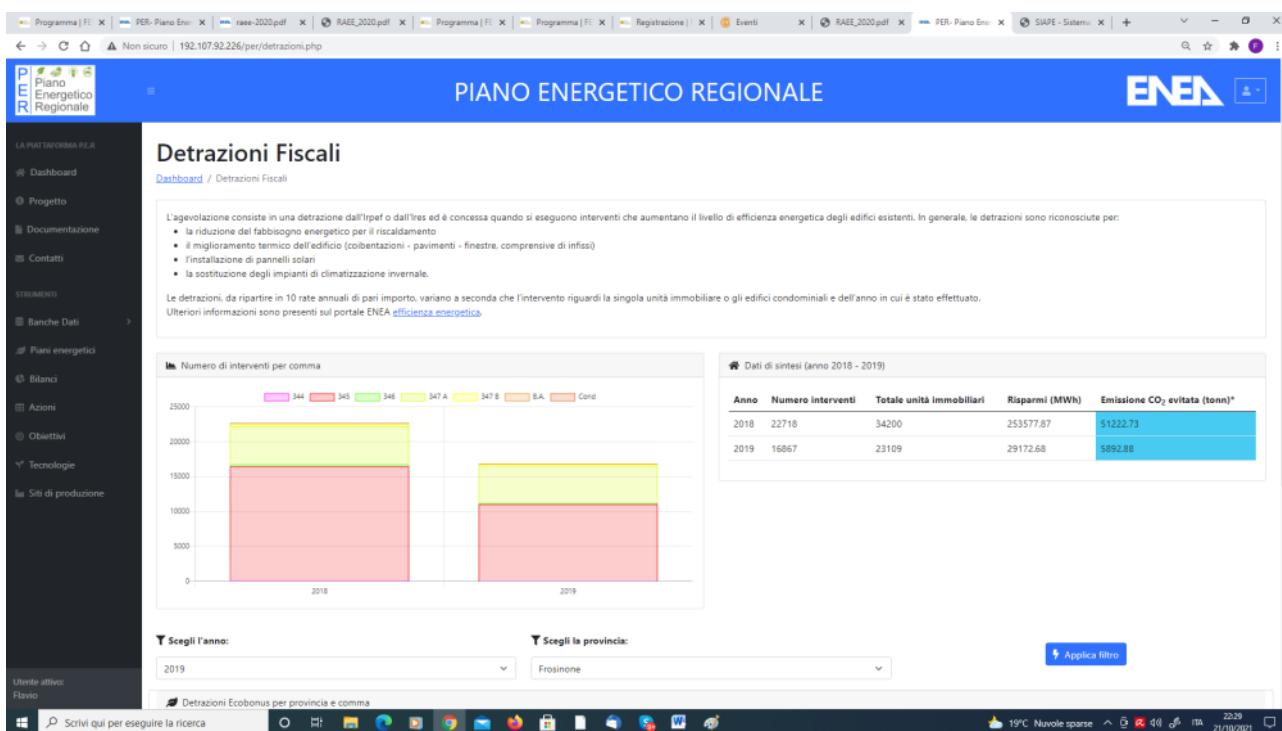 Programma | FE
PER- Piano Ener
raee-2020.pdf
RAEE_2020.pdf
Programma | FE
Programma | FE
Registrazione |
Eventi
RAEE_2020.pdf
PER- Piano Ener
SIAPE - Sistema
Non sicuro | 192.107.92.226/per/detrazioni.php
F
PER
Piano
Energetico
Regionale
PIANO ENERGETICO REGIONALE
ENEA
LA PIATTAFORMA P.E.R
Dashboard
Progetto
Documentazione
Contatti
STRUMENTI
Banche Dati
Piani energetici
Bilanci
Azioni
Obiettivi
Tecnologie
Siti di produzione
Utente attivo:
Flavio
Detrazioni Fiscali
Dashboard / Detrazioni Fiscali
L'agevolazione consiste in una detrazione dall'Irpef o dall'Ires ed è concessa quando si eseguono interventi che aumentano il livello di efficienza energetica degli edifici esistenti. In generale, le detrazioni sono riconosciute per:
• la riduzione del fabbisogno energetico per il riscaldamento
• il miglioramento termico dell'edificio (coibentazioni - pavimenti - finestre, comprensive di infissi)
• l'installazione di pannelli solari
• la sostituzione degli impianti di climatizzazione invernale.
Le detrazioni, da ripartire in 10 rate annuali di pari importo, variano a seconda che l'intervento riguardi la singola unità immobiliare o gli edifici condominiali e dell'anno in cui è stato effettuato.
Ulteriori informazioni sono presenti sul portale ENEA efficienza energetica.
Numero di interventi per comma
344 345 346 347 A 347 B B.A. Cond
25000
20000
15000
10000
5000
0
2018 2019
Dati di sintesi (anno 2018 - 2019)
Anno Numero interventi Totale unità immobiliari Risparmi (MWh) Emissione CO2 evitata (tonn)*
2018 22718 34200 253577.87 51222.73
2019 16867 23109 29172.68 5892.88
Scegli l'anno: Scegli la provincia:
2019 Frosinone Applica filtro
Detrazioni Ecobonus per provincia e comma
Scrivi qui per eseguire la ricerca
19°C Nuvole sparse ITA
22:29
21/10/2021